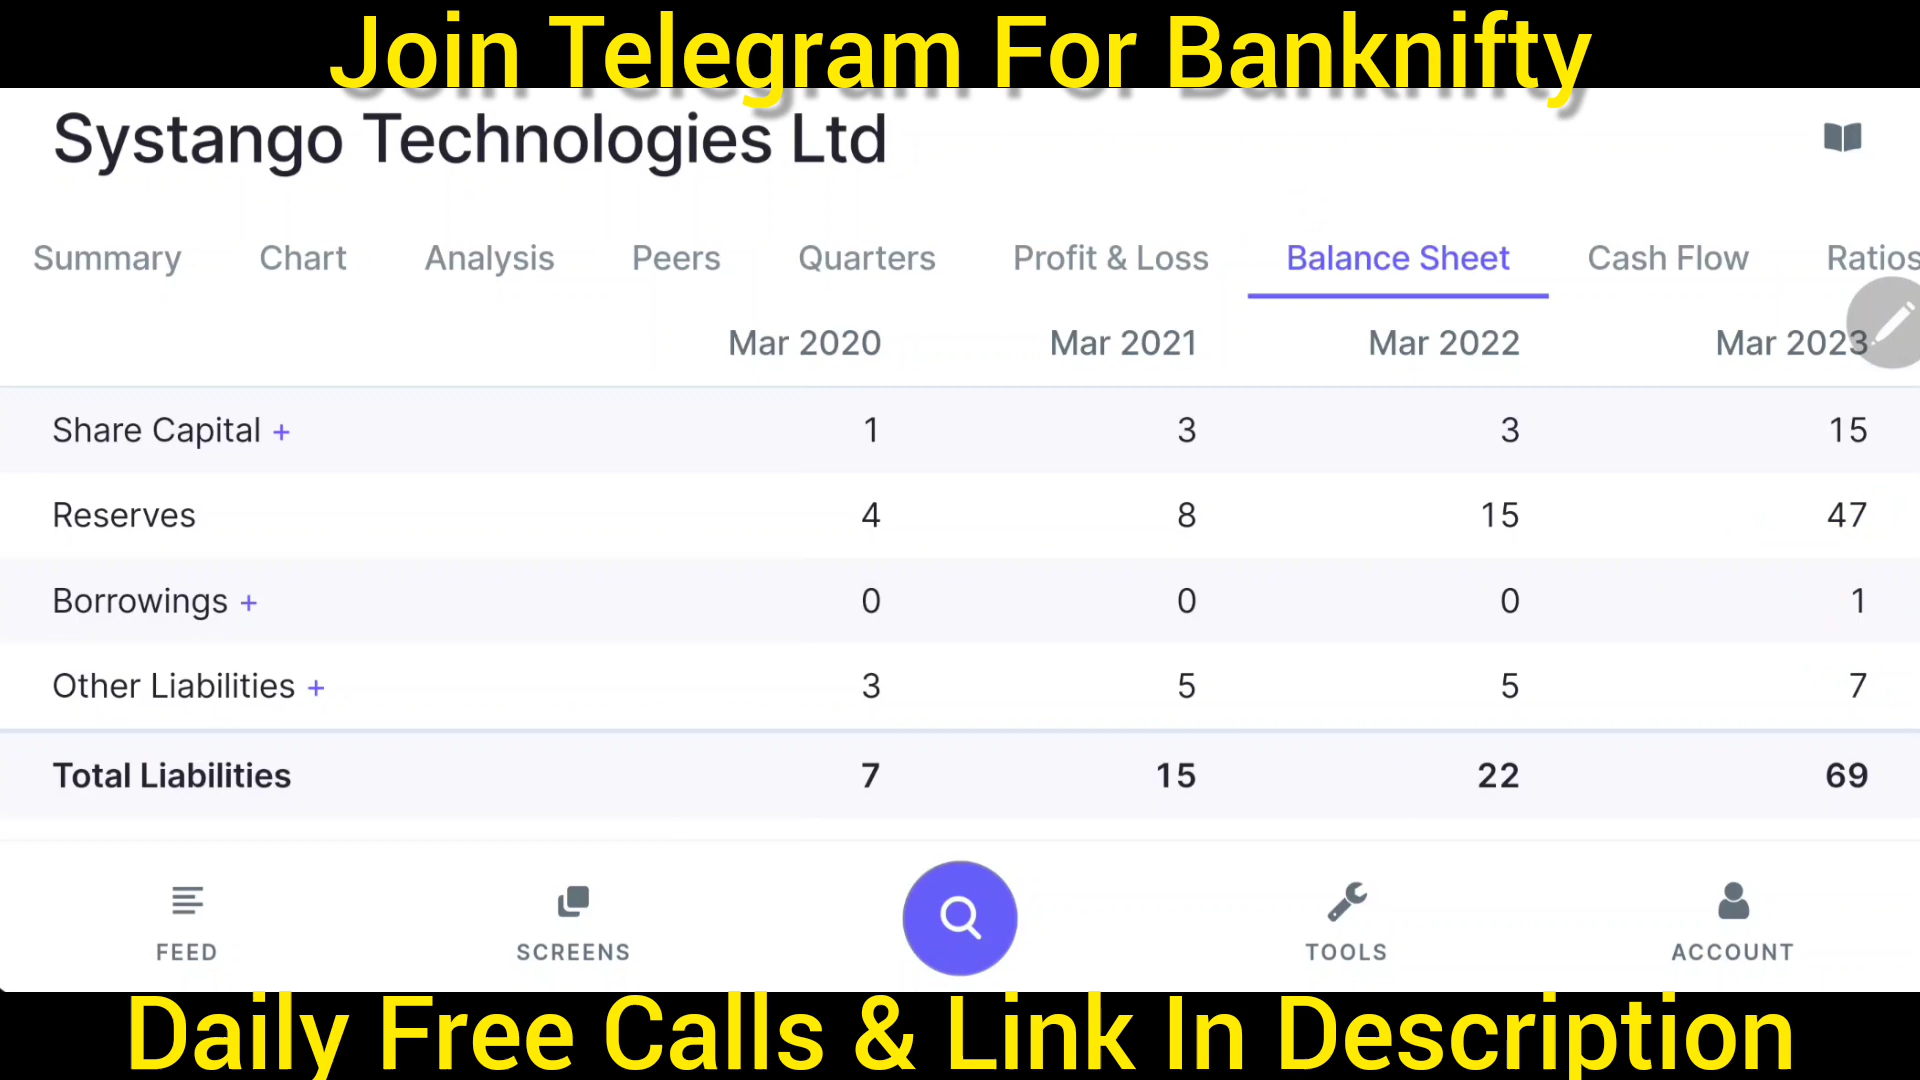 Join Telegram For Banknifty
Systango Technologies Ltd
Summary Chart Analysis Peers Quarters Profit & Loss Balance Sheet Cash Flow Ratios
Mar 2020 Mar 2021 Mar 2022 Mar 2023
Share Capital + 1 3 3 15
Reserves 4 8 15 47
Borrowings + 0 0 0 1
Other Liabilities + 3 5 5 7
Total Liabilities 7 15 22 69
FEED SCREENS TOOLS ACCOUNT
Daily Free Calls & Link In Description